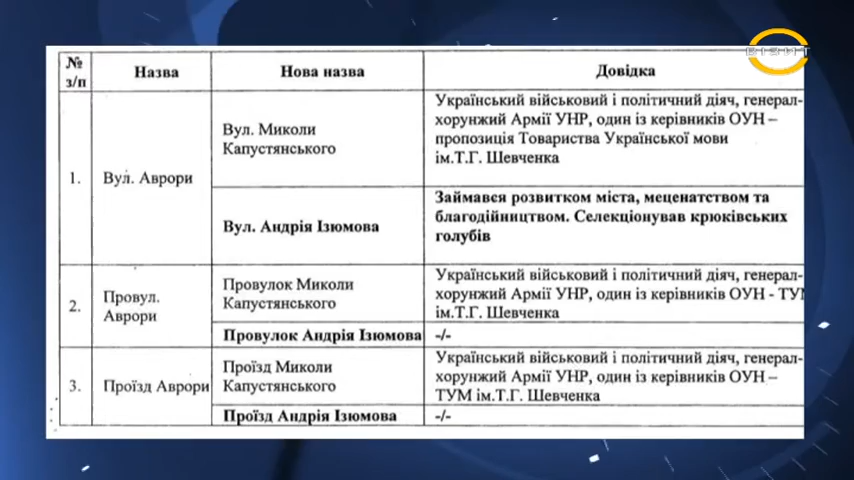 ВІЗИТ
№
з/п
Назва
Нова назва
Довідка
1.
Вул. Аврори
Вул. Миколи
Капустянського
Український військовий і політичний діяч, генерал-
хорунжий Армії УНР, один із керівників ОУН –
пропозиція Товариства Української мови
ім.Т.Г. Шевченка
Вул. Андрія Ізюмова
Займався розвитком міста, меценатством та
благодійництвом. Селекціонував крюківських
голубів
2.
Провул.
Аврори
Провулок Миколи
Капустянського
Український військовий і політичний діяч, генерал-
хорунжий Армії УНР, один із керівників ОУН - ТУМ
ім.Т.Г. Шевченка
Провулок Андрія Ізюмова
-/-
3.
Проїзд Аврори
Проїзд Миколи
Капустянського
Український військовий і політичний діяч, генерал-
хорунжий Армії УНР, один із керівників ОУН –
ТУМ ім.Т.Г. Шевченка
Проїзд Андрія Ізюмова
-/-